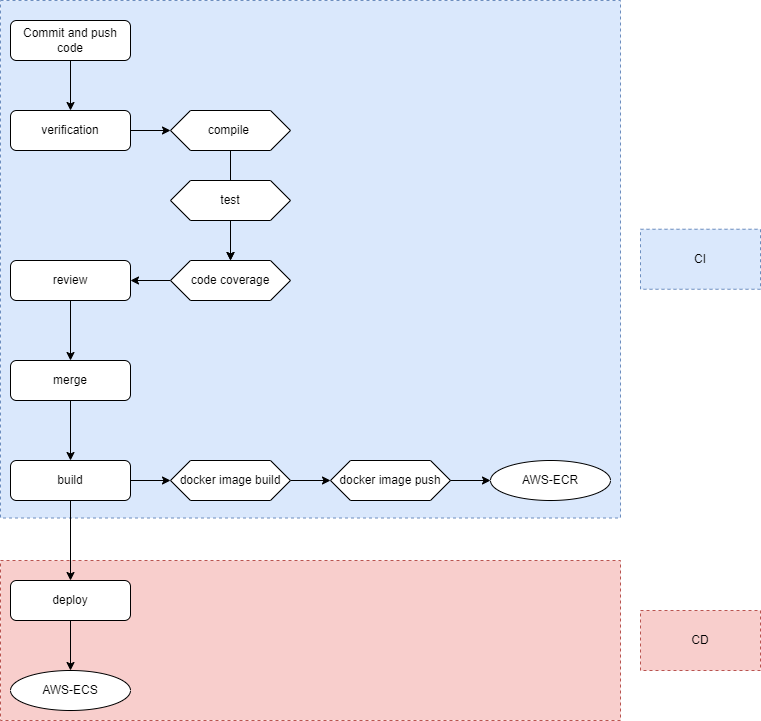 Commit and push
code
verification
compile
test
review
code coverage
CI
merge
build
docker image build
docker image push
AWS-ECR
deploy
CD
AWS-ECS